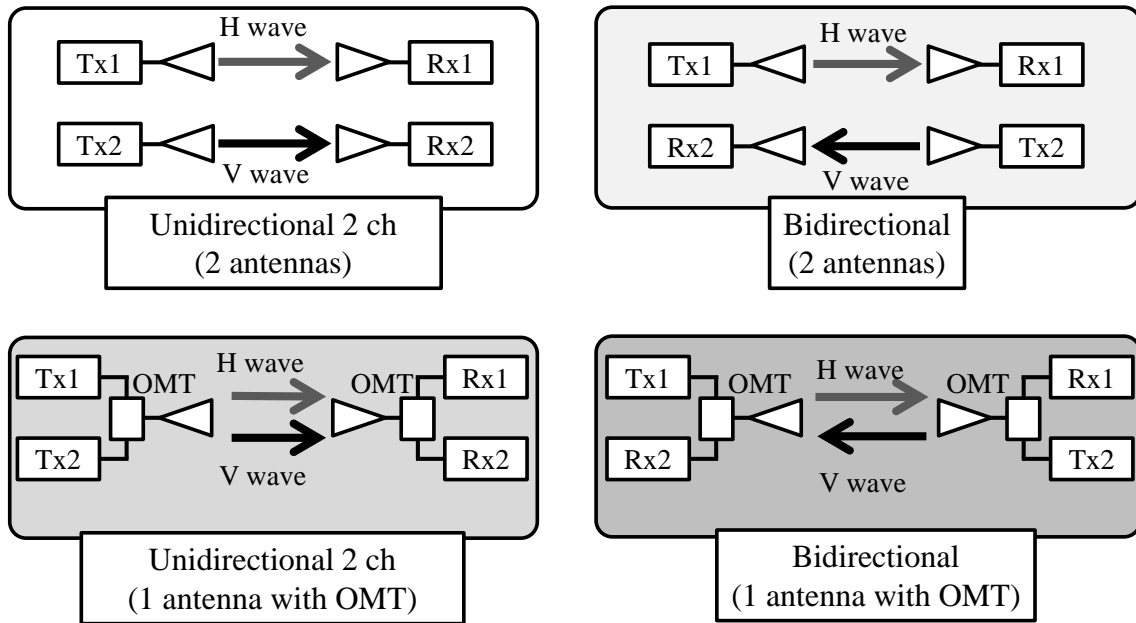 H wave
Tx1
Rx1
Tx2
Rx2
V wave
Unidirectional 2 ch
(2 antennas)
H wave
Tx1
Rx1
Rx2
Tx2
V wave
Bidirectional
(2 antennas)
Tx1
OMT
H wave
OMT
Rx1
Tx2
V wave
Rx2
Unidirectional 2 ch
(1 antenna with OMT)
Tx1
OMT
H wave
OMT
Rx1
Rx2
V wave
Tx2
Bidirectional
(1 antenna with OMT)